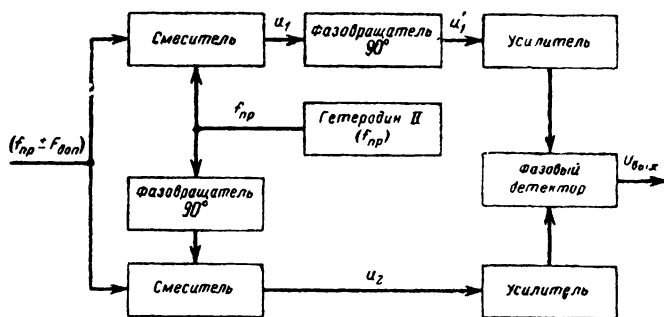 Смеситель
u₁
Фазовращатель
90°
u₁'
Усилитель
fпр
Гетеродин II
(fпр)
(fпр ± Fдоп)
Фазовращатель
90°
Фазовый
детектор
Uвых
Смеситель
u₂
Усилитель